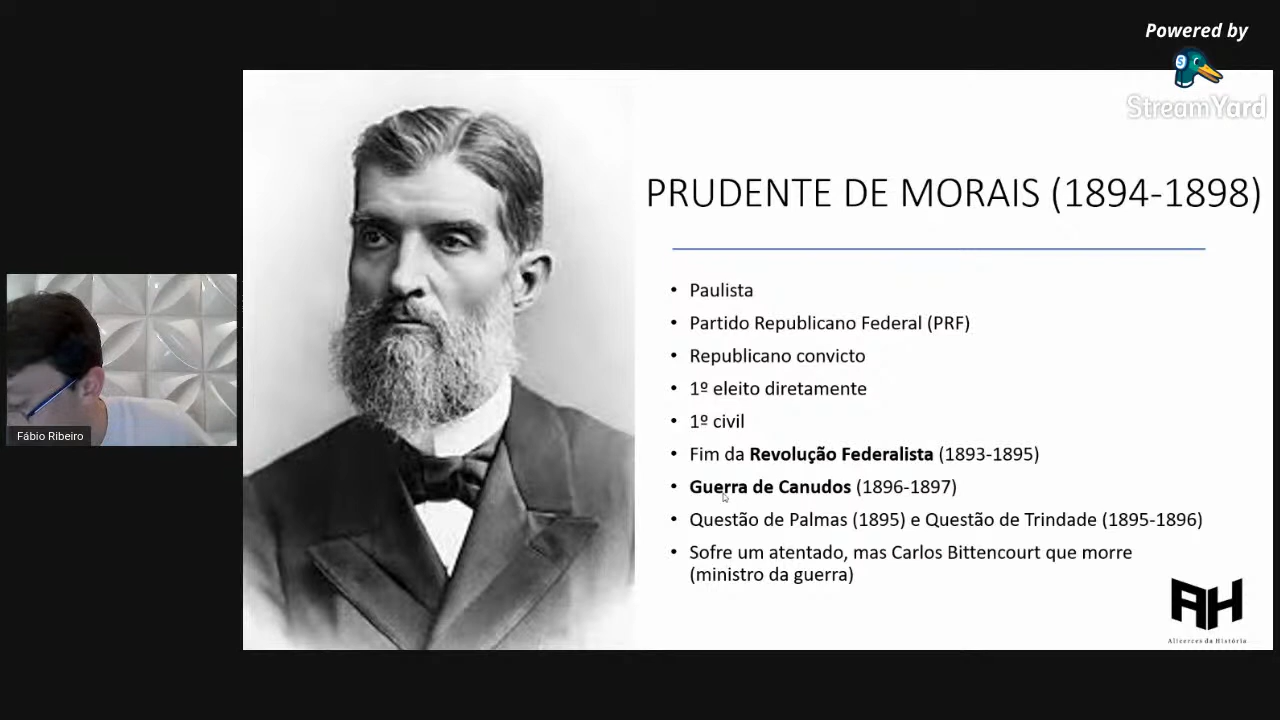 Powered by
StreamYard
PRUDENTE DE MORAIS (1894-1898)
• Paulista
• Partido Republicano Federal (PRF)
• Republicano convicto
• 1º eleito diretamente
• 1º civil
• Fim da Revolução Federalista (1893-1895)
• Guerra de Canudos (1896-1897)
• Questão de Palmas (1895) e Questão de Trindade (1895-1896)
• Sofre um atentado, mas Carlos Bittencourt que morre
(ministro da guerra)
Fábio Ribeiro
AH
Alicerces da História